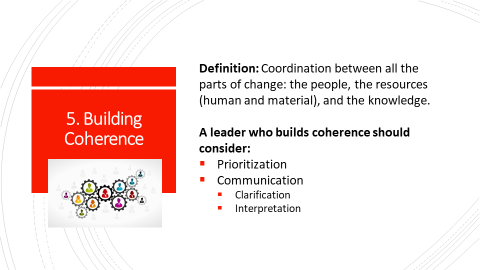 5. Building
Coherence
Definition: Coordination between all the
parts of change: the people, the resources
(human and material), and the knowledge.
A leader who builds coherence should
consider:
Prioritization
Communication
Clarification
Interpretation